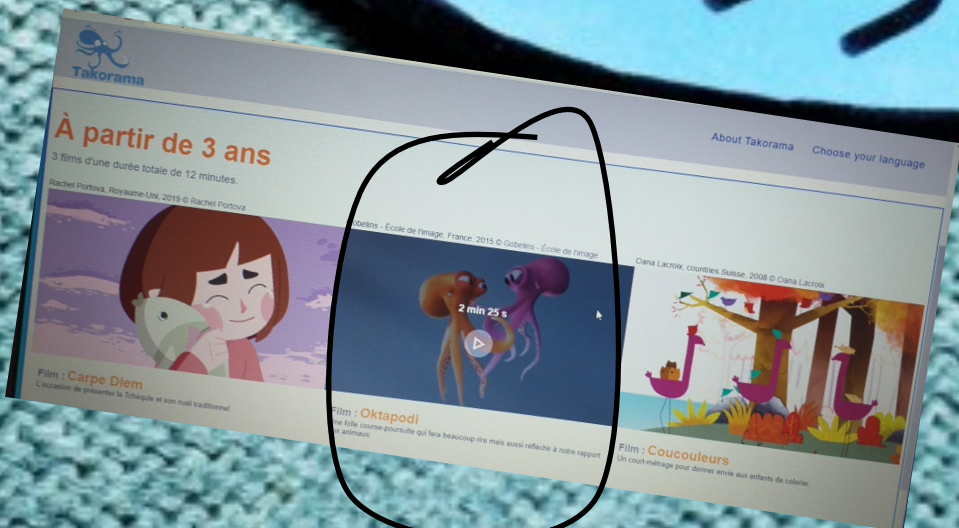 Takorama
About Takorama
Choose your language
À partir de 3 ans
3 films d'une durée totale de 12 minutes.
Rachel Portova, Royaume-Uni, 2019 © Rachel Portova
obelins - École de l'image, France, 2015 © Gobelins - École de l'image
Oana Lacroix, countries.Suisse, 2008 © Oana Lacroix
2 min 25 s
Film : Carpe Diem
L'occasion de présenter la Tchéquie et son noël traditionnel.
Film : Oktapodi
ne folle course-poursuite qui fera beaucoup rire mais aussi réfléchir à notre rapport
x animaux.
Film : Coucouleurs
Un court-métrage pour donner envie aux enfants de colorier.